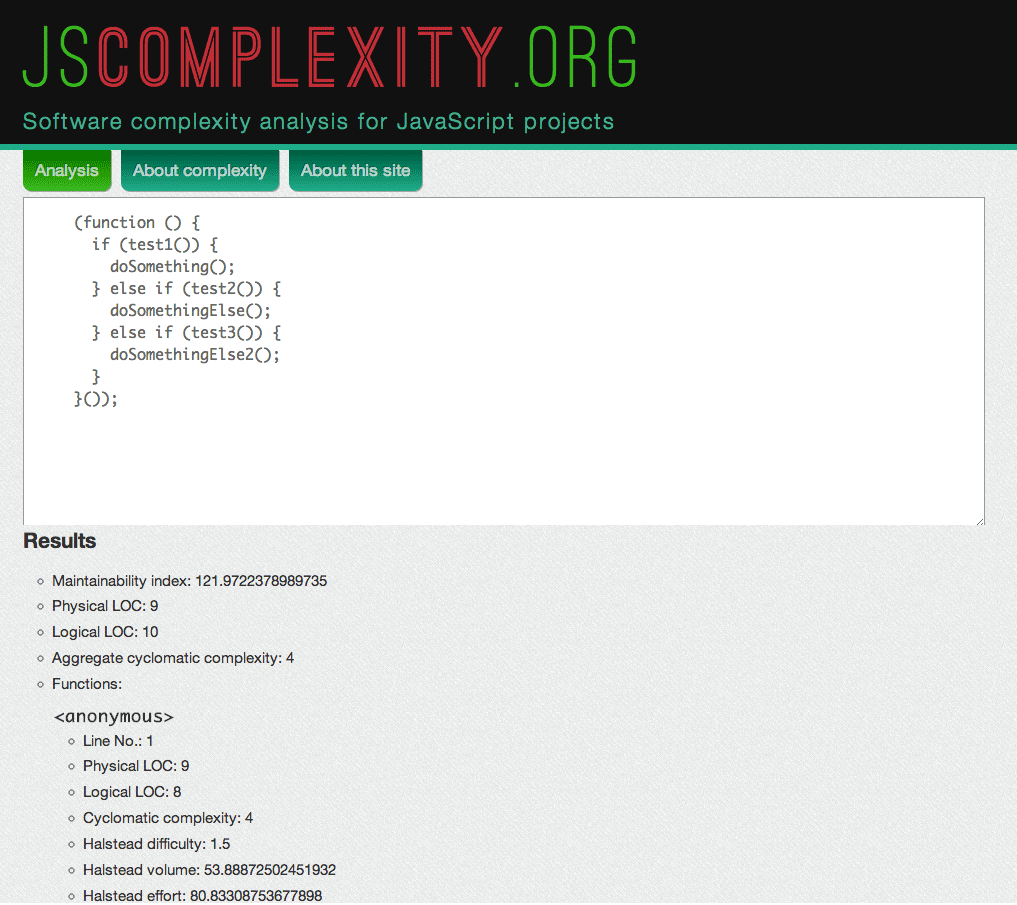 JSCOMPLEXITY.ORG
Software complexity analysis for JavaScript projects
Analysis About complexity About this site
(function () {
if (test1()) {
doSomething();
} else if (test2()) {
doSomethingElse();
} else if (test3()) {
doSomethingElse2();
}
}());
Results
Maintainability index: 121.9722378989735
Physical LOC: 9
Logical LOC: 10
Aggregate cyclomatic complexity: 4
Functions:
<anonymous>
Line No.: 1
Physical LOC: 9
Logical LOC: 8
Cyclomatic complexity: 4
Halstead difficulty: 1.5
Halstead volume: 53.88872502451932
Halstead effort: 80.83308753677898